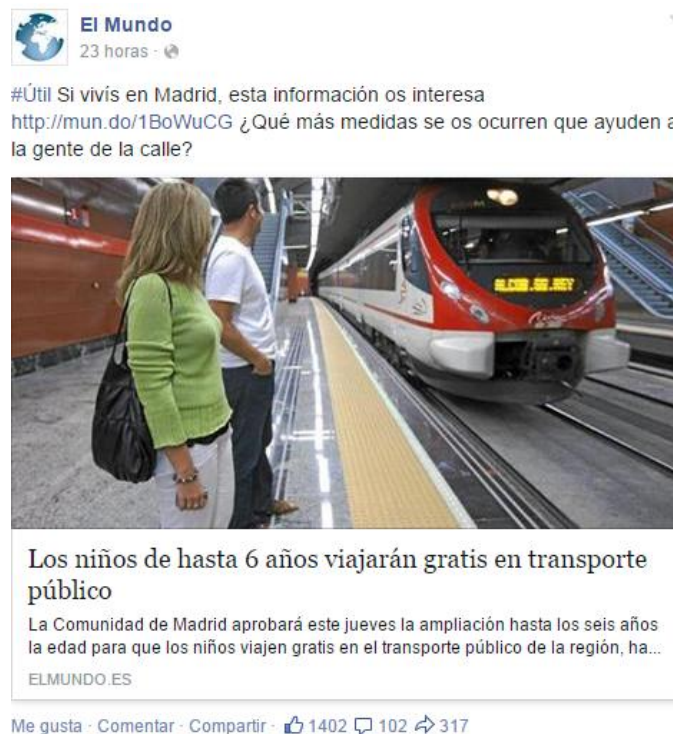 El Mundo
23 horas ·
#Útil Si vivís en Madrid, esta información os interesa
http://mun.do/1BoWuCG ¿Qué más medidas se os ocurren que ayuden a
la gente de la calle?
Los niños de hasta 6 años viajarán gratis en transporte
público
La Comunidad de Madrid aprobará este jueves la ampliación hasta los seis años
la edad para que los niños viajen gratis en el transporte público de la región, ha...
ELMUNDO.ES
Me gusta · Comentar · Compartir · 1402 102 317